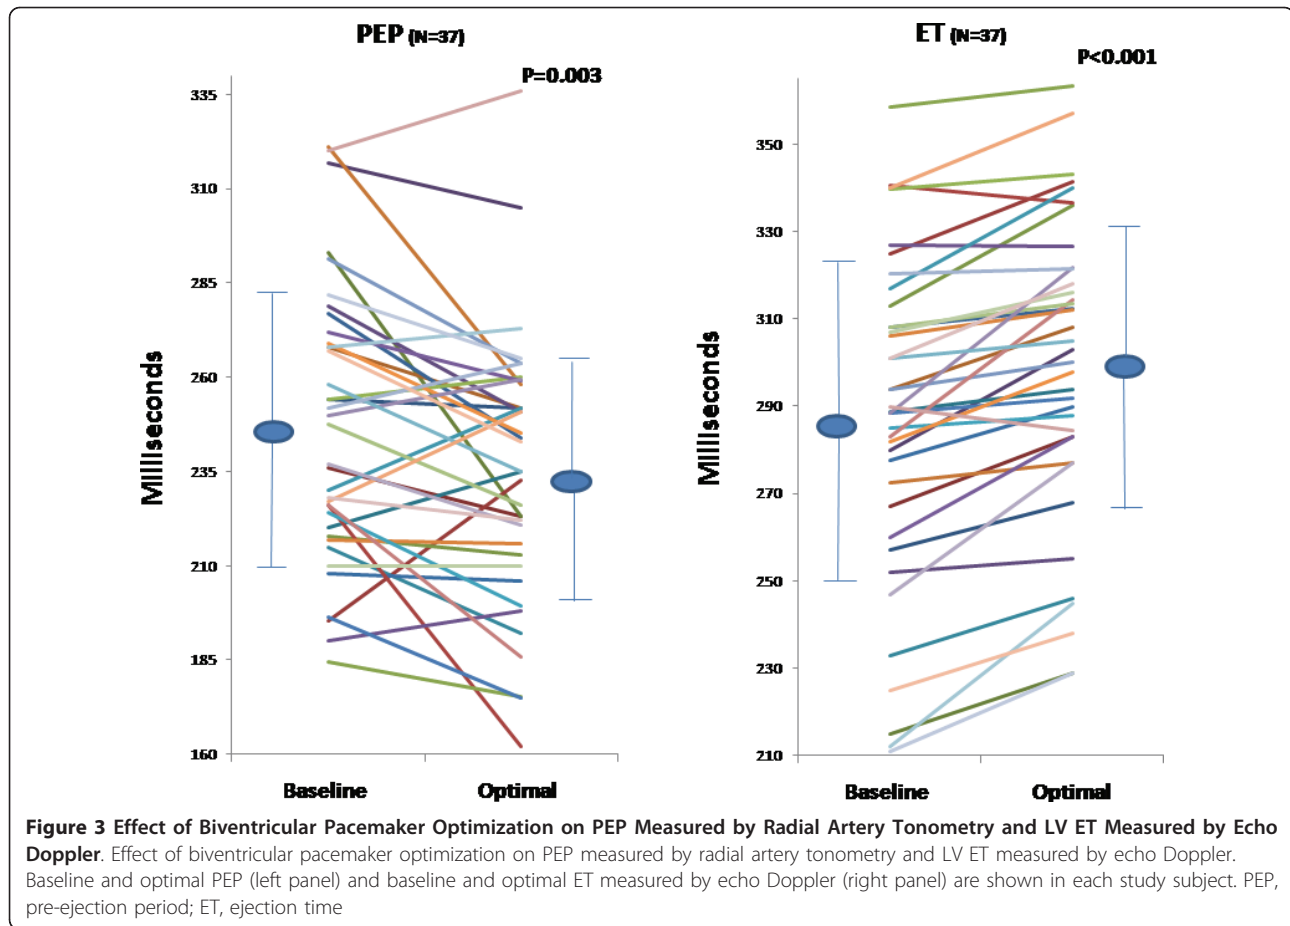 PEP (N=37)
P=0.003
335
310
285
260
235
210
185
160
Milliseconds
Baseline Optimal
ET (N=37)
P<0.001
350
330
310
290
270
250
230
210
Milliseconds
Baseline Optimal
Figure 3 Effect of Biventricular Pacemaker Optimization on PEP Measured by Radial Artery Tonometry and LV ET Measured by Echo
Doppler. Effect of biventricular pacemaker optimization on PEP measured by radial artery tonometry and LV ET measured by echo Doppler.
Baseline and optimal PEP (left panel) and baseline and optimal ET measured by echo Doppler (right panel) are shown in each study subject. PEP,
pre-ejection period; ET, ejection time